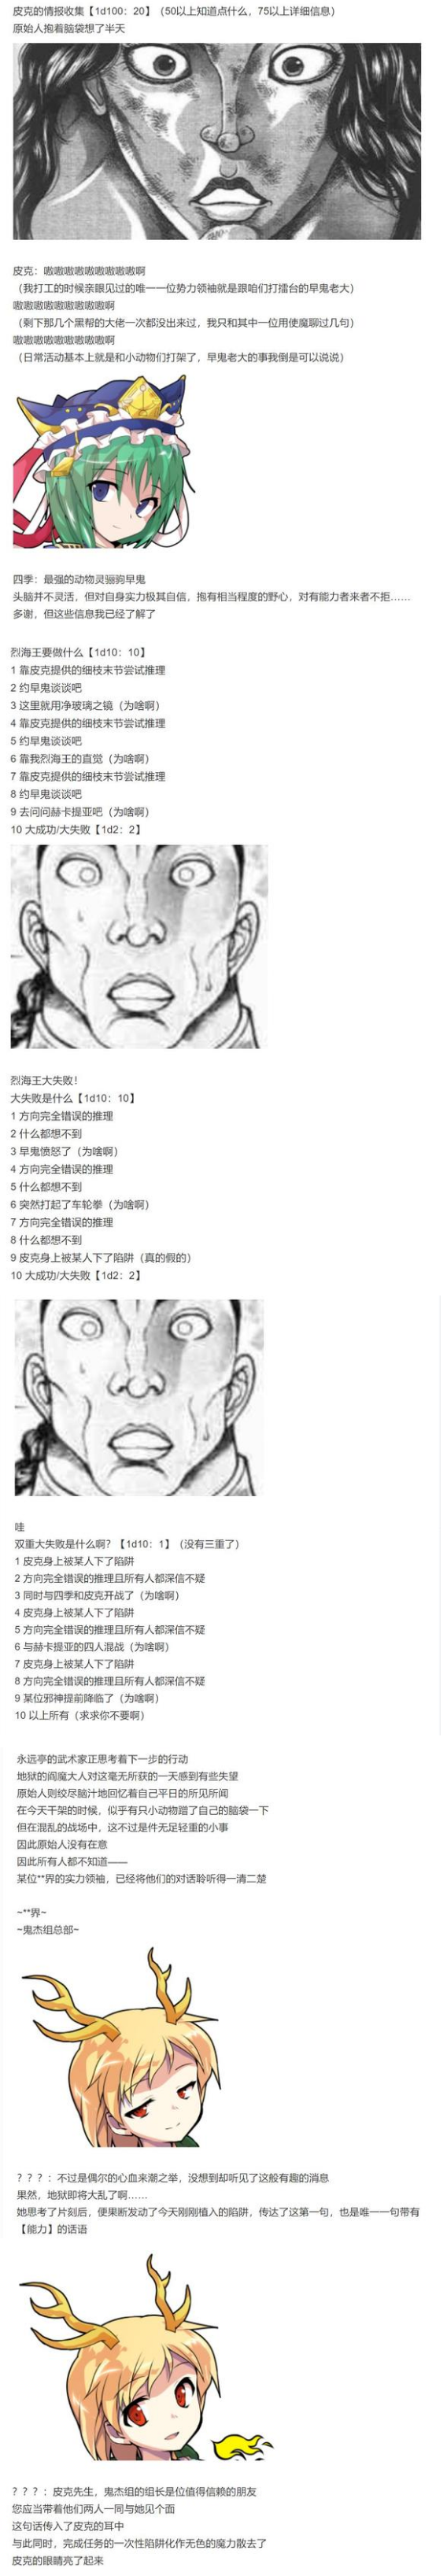 皮克的情报收集【1d100：20】（50以上知道点什么，75以上详细信息）
原始人抱着脑袋想了半天
皮克：嗷嗷嗷嗷嗷嗷嗷嗷嗷嗷啊
（我打工的时候亲眼见过的唯一一位势力领袖就是跟咱们打擂台的早鬼老大）
嗷嗷嗷嗷嗷嗷嗷嗷嗷嗷啊
（剩下那几个黑帮的大佬一次都没出来过，我只和其中一位用使魔聊过几句）
嗷嗷嗷嗷嗷嗷嗷嗷嗷嗷啊
（日常活动基本上就是和小动物们打架了，早鬼老大的事我倒是可以说说）
四季：最强的动物灵骊驹早鬼
头脑并不灵活，但对自身实力极其自信，抱有相当程度的野心，对有能力者来者不拒……
多谢，但这些信息我已经了解了
烈海王要做什么【1d10：10】
1 靠皮克提供的细枝末节尝试推理
2 约早鬼谈谈吧
3 这里就用净玻璃之镜（为啥啊）
4 靠皮克提供的细枝末节尝试推理
5 约早鬼谈谈吧
6 靠我烈海王的直觉（为啥啊）
7 靠皮克提供的细枝末节尝试推理
8 约早鬼谈谈吧
9 去问问赫卡提亚吧（为啥啊）
10 大成功/大失败【1d2：2】
烈海王大失败！
大失败是什么【1d10：10】
1 方向完全错误的推理
2 什么都想不到
3 早鬼愤怒了（为啥啊）
4 方向完全错误的推理
5 什么都想不到
6 突然打起了车轮拳（为啥啊）
7 方向完全错误的推理
8 什么都想不到
9 皮克身上被某人下了陷阱（真的假的）
10 大成功/大失败【1d2：2】
哇
双重大失败是什么啊？【1d10：1】（没有三重了）
1 皮克身上被某人下了陷阱
2 方向完全错误的推理且所有人都深信不疑
3 同时与四季和皮克开战了（为啥啊）
4 皮克身上被某人下了陷阱
5 方向完全错误的推理且所有人都深信不疑
6 与赫卡提亚的四人混战（为啥啊）
7 皮克身上被某人下了陷阱
8 方向完全错误的推理且所有人都深信不疑
9 某位邪神提前降临了（为啥啊）
10 以上所有（求求你不要啊）
永远亭的武术家正思考着下一步的行动
地狱的阎魔大人对这毫无所获的一天感到有些失望
原始人则绞尽脑汁地回忆着自己平日的所见所闻
在今天干架的时候，似乎有只小动物蹭了自己的脑袋一下
但在混乱的战场中，这不过是件无足轻重的小事
因此原始人没有在意
因此所有人都不知道——
某位**界的实力领袖，已经将他们的对话聆听得一清二楚
~**界~
~鬼杰组总部~
？？？：不过是偶尔的心血来潮之举，没想到却听见了这般有趣的消息
果然，地狱即将大乱了啊……
她思考了片刻后，便果断发动了今天刚刚植入的陷阱，传达了这第一句，也是唯一一句带有
【能力】的话语
？？？：皮克先生，鬼杰组的组长是位值得信赖的朋友
您应当带着他们两人一同与她见个面
这句话传入了皮克的耳中
与此同时，完成任务的一次性陷阱化作无色的魔力散去了
皮克的眼睛亮了起来